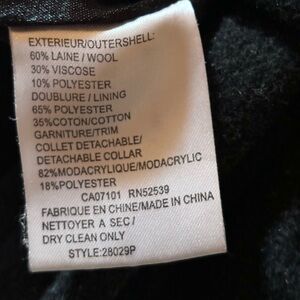 EXTERIEUR/OUTERSHELL:
60% LAINE / WOOL
30% VISCOSE
10% POLYESTER
DOUBLURE / LINING
65% POLYESTER
35%COTON/COTTON
GARNITURE/TRIM
COLLET DETACHABLE/
DETACHABLE COLLAR
82%MODACRYLIQUE/MODACRYLIC
18%POLYESTER
CA07101 RN52539
FABRIQUE EN CHINE/MADE IN CHINA
NETTOYER A SEC /
DRY CLEAN ONLY
STYLE:28029P